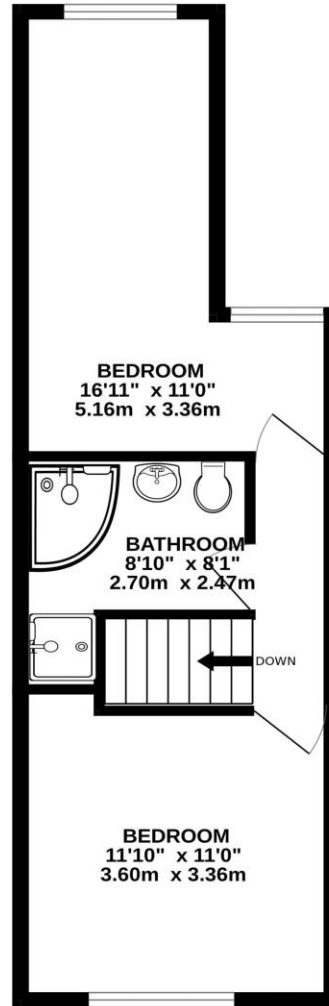 BEDROOM
16'11" x 11'0"
5.16m x 3.36m
BATHROOM
8'10" x 8'1"
2.70m x 2.47m
DOWN
BEDROOM
11'10" x 11'0"
3.60m x 3.36m